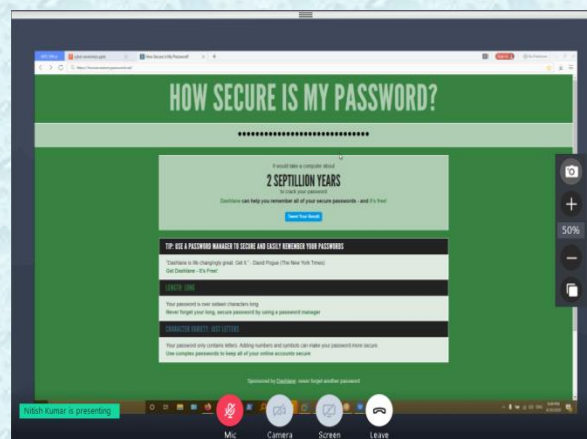 HOW SECURE IS MY PASSWORD?
It would take a computer about
2 SEPTILLION YEARS
to crack your password
Dashlane can help you remember all of your secure passwords - and it's free!
Tweet Your Result
TIP: USE A PASSWORD MANAGER TO SECURE AND EASILY REMEMBER YOUR PASSWORDS
"Dashlane is life-changingly great. Get it." - David Pogue (The New York Times)
Get Dashlane - It's Free!
LENGTH: LONG
Your password is over sixteen characters long.
Never forget your long, secure password by using a password manager
CHARACTER VARIETY: JUST LETTERS
Your password only contains letters. Adding numbers and symbols can make your password more secure.
Use complex passwords to keep all of your online accounts secure
Sponsored by Dashlane: never forget another password
50%
Nitish Kumar is presenting
Mic
Camera
Screen
Leave